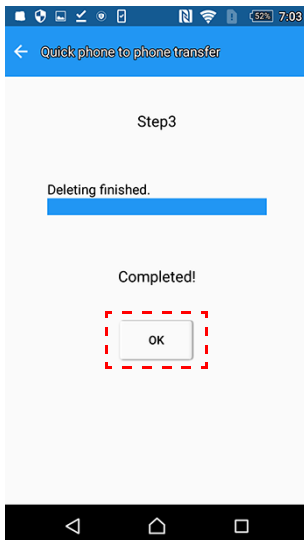 52% 7:03
Quick phone to phone transfer
Step3
Deleting finished.
Completed!
OK